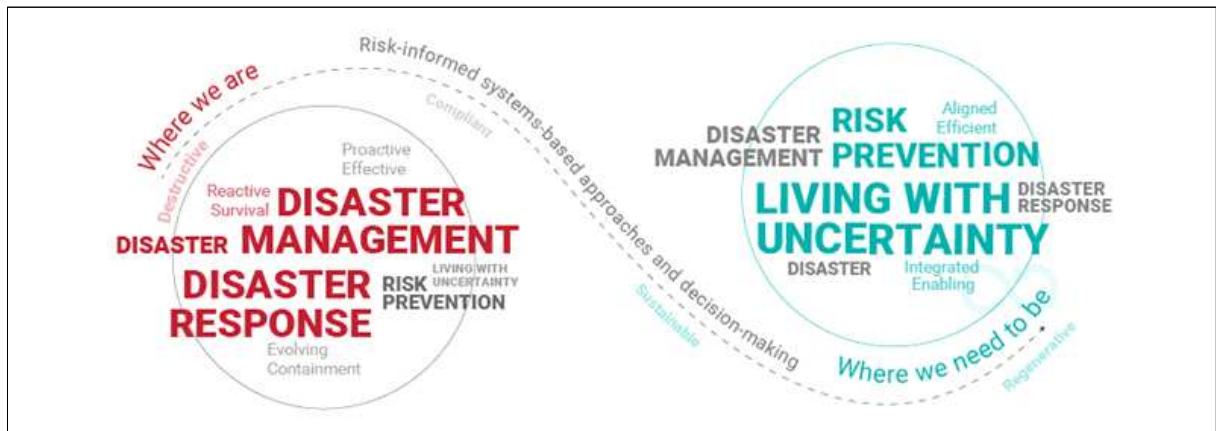 Where we are
Destructive
Proactive
Effective
Reactive
Survival
DISASTER
MANAGEMENT
DISASTER
DISASTER
RESPONSE
RISK
PREVENTION
LIVING WITH
UNCERTAINTY
Evolving
Containment
Risk-informed systems-based approaches and decision-making
Compliant
Sustainable
DISASTER
MANAGEMENT
RISK
PREVENTION
Aligned
Efficient
LIVING WITH
UNCERTAINTY
DISASTER
RESPONSE
DISASTER
Integrated
Enabling
Where we need to be
Regenerative